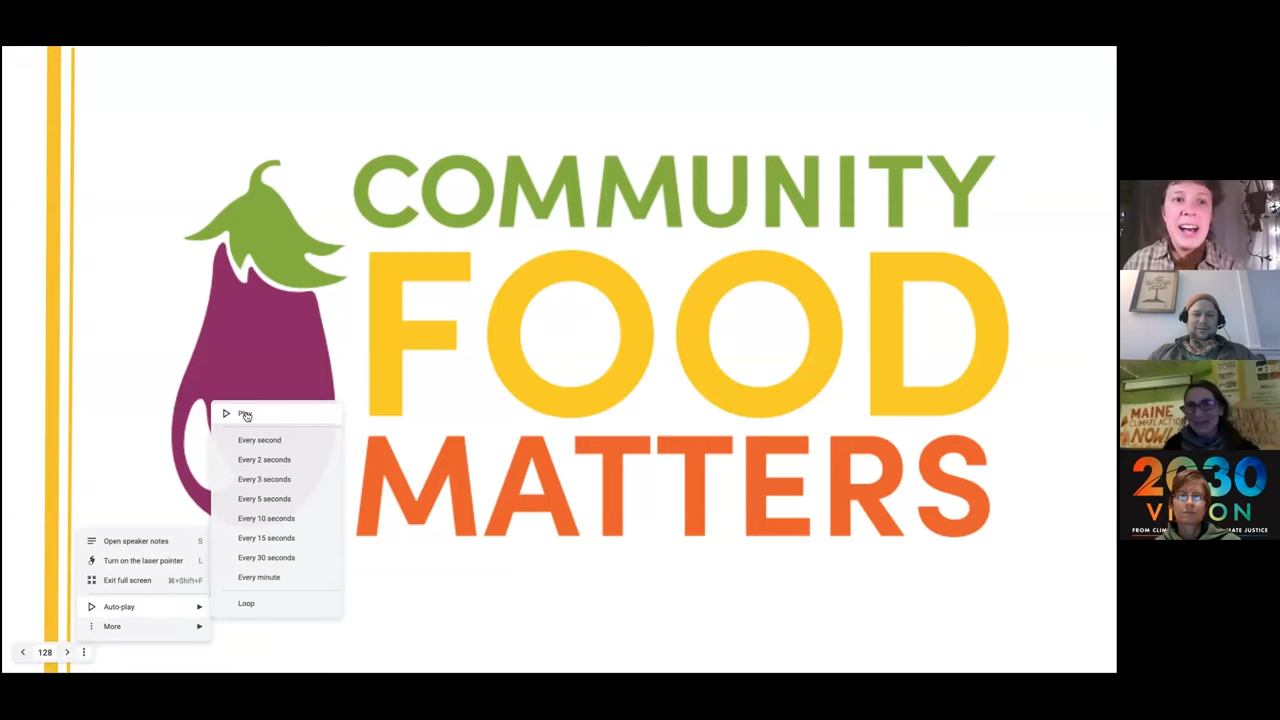 COMMUNITY
FOOD
MATTERS
Play
Every second
Every 2 seconds
Every 3 seconds
Every 5 seconds
Every 10 seconds
Every 15 seconds
Every 30 seconds
Every minute
Loop
Open speaker notes S
Turn on the laser pointer L
Exit full screen ⌘+Shift+F
Auto-play
More
128
MAINE
CLIMATE ACTION
NOW!
2030
VISION